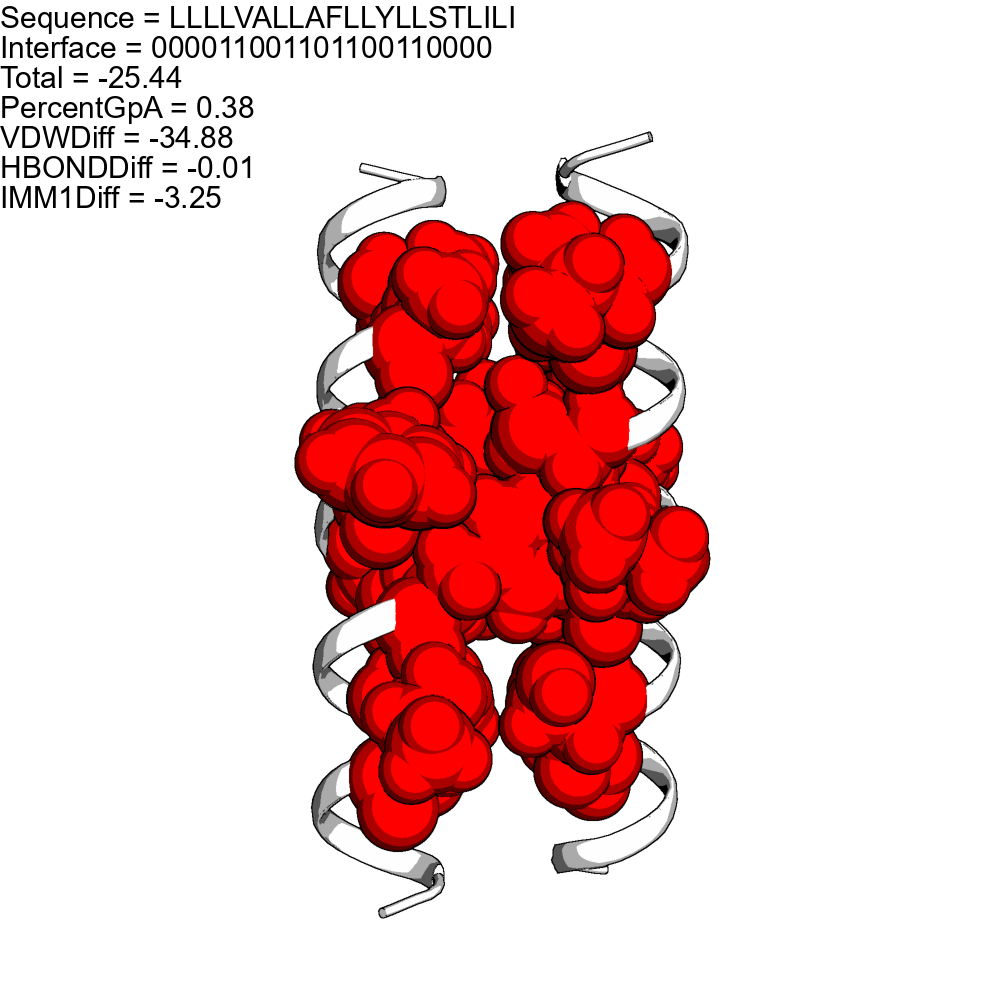 Sequence = LLLLVALLAFLLYLLSTLILI
Interface = 000011001101100110000
Total = -25.44
PercentGpA = 0.38
VDWDiff = -34.88
HBONDDiff = -0.01
IMM1Diff = -3.25